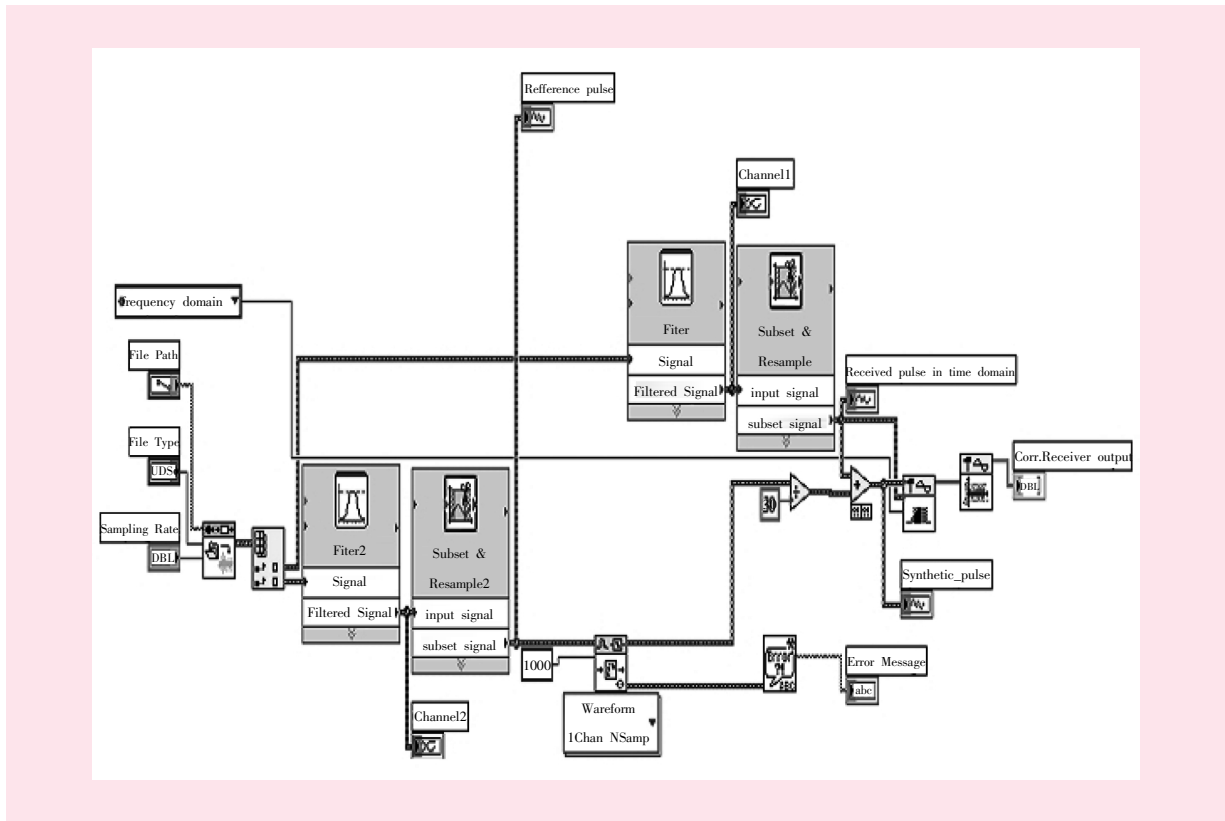 Refference pulse
Channel1
Frequency domain
Fiter
Subset &
Resample
File Path
Signal
Filtered Signal
input signal
subset signal
Received pulse in time domain
File Type
UDS
Sampling Rate
DBL
Fiter2
Subset &
Resample2
Signal
Filtered Signal
input signal
subset signal
30
Corr.Receiver output
DBL
Synthetic_pulse
1000
Error
?!
ABC
Error Message
abc
Channel2
Wareform
1Chan NSamp